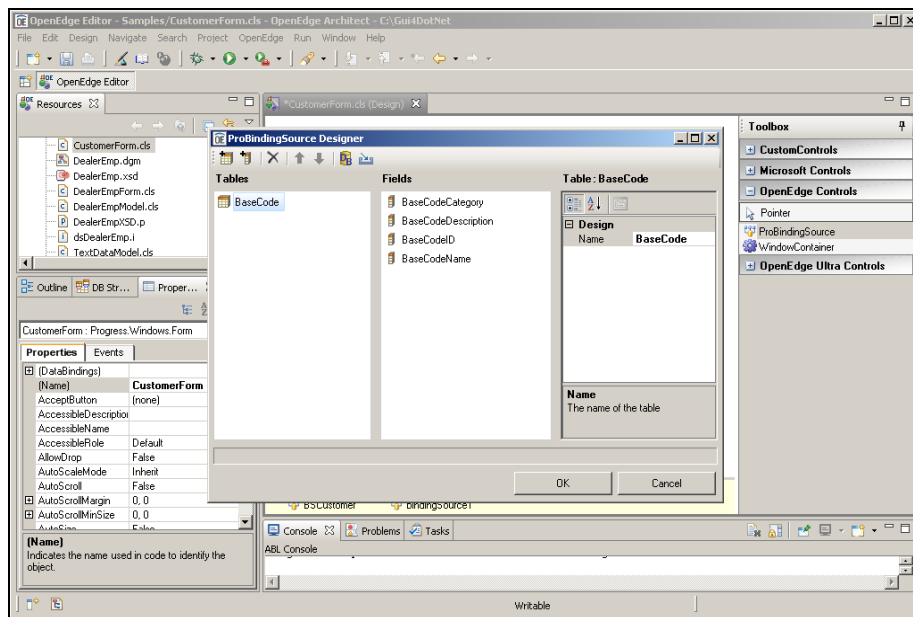 OpenEdge Editor - Samples/CustomerForm.cls - OpenEdge Architect - C:\Gui4DotNet
File Edit Design Navigate Search Project OpenEdge Run Window Help
OpenEdge Editor
Resources
CustomerForm.cls
DealerEmp.dgm
DealerEmp.xsd
DealerEmpForm.cls
DealerEmpModel.cls
DealerEmpXSD.p
dsDealerEmp.i
TextDataModel.cls
*CustomerForm.cls (Design)
ProBindingSource Designer
Tables
BaseCode
Fields
BaseCodeCategory
BaseCodeDescription
BaseCodeID
BaseCodeName
Table: BaseCode
Design
Name BaseCode
Name
The name of the table
OK Cancel
Toolbox
CustomControls
Microsoft Controls
OpenEdge Controls
Pointer
ProBindingSource
WindowContainer
OpenEdge Ultra Controls
Outline DB Str... Proper...
CustomerForm : Progress.Windows.Form
Properties Events
(DataBindings)
(Name) CustomerForm
AcceptButton (none)
AccessibleDescription
AccessibleName
AccessibleRole Default
AllowDrop False
AutoScaleMode Inherit
AutoScroll False
AutoScrollMargin 0, 0
AutoScrollMinSize 0, 0
AutoSize False
(Name)
Indicates the name used in code to identify the
object.
BSCustomer bindingSource1
Console Problems Tasks
ABL Console
Writable